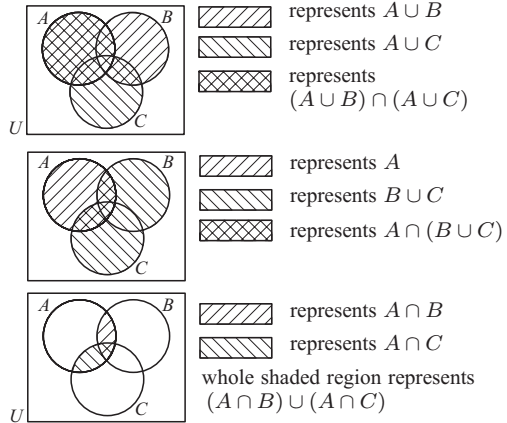 A B represents A ∪ B
represents A ∪ C
represents
(A ∪ B) ∩ (A ∪ C)
U C
A B represents A
represents B ∪ C
represents A ∩ (B ∪ C)
C
A B represents A ∩ B
represents A ∩ C
whole shaded region represents
U C (A ∩ B) ∪ (A ∩ C)